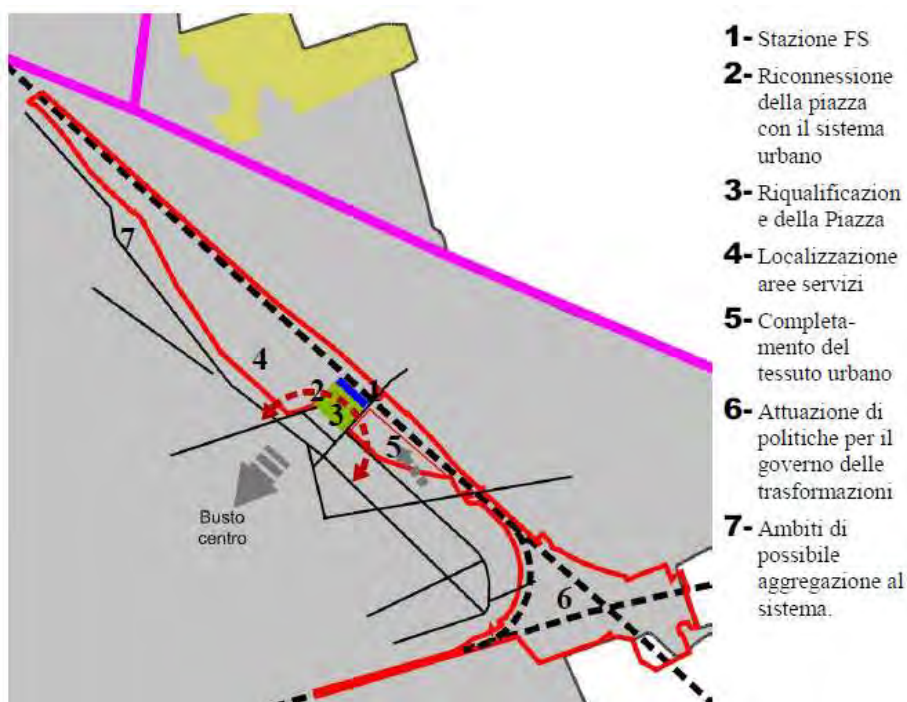 1- Stazione FS
2- Riconnessione
della piazza
con il sistema
urbano
3- Riqualificazion
e della Piazza
4- Localizzazione
aree servizi
5- Completa-
mento del
tessuto urbano
6- Attuazione di
politiche per il
governo delle
trasformazioni
7- Ambiti di
possibile
aggregazione al
sistema.
7
4
2
1
3
5
Busto
centro
6